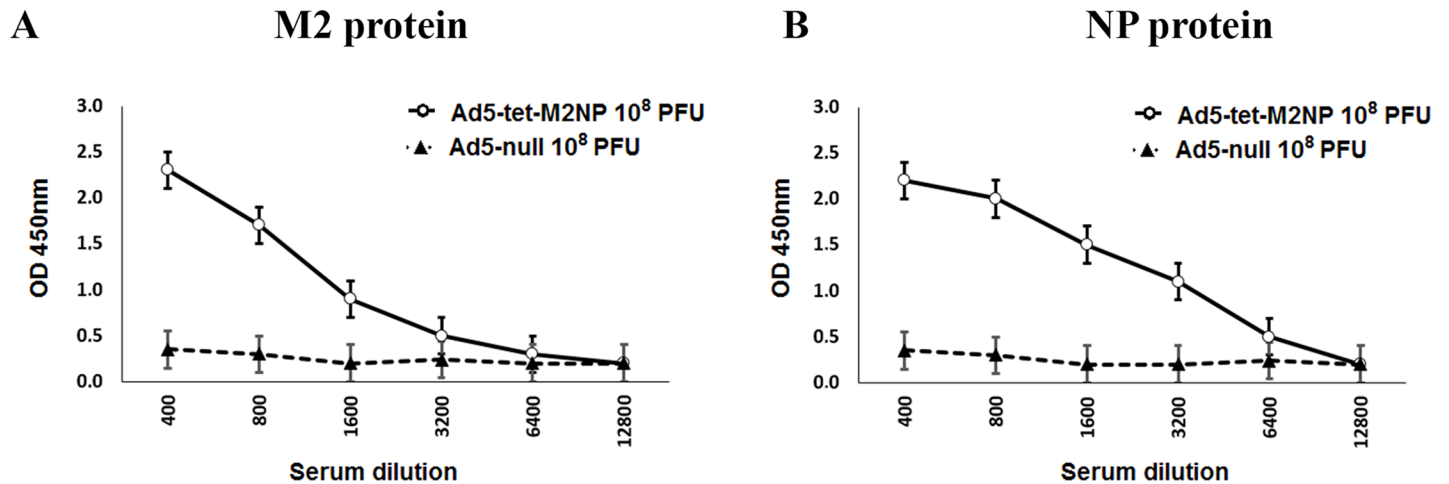 A
M2 protein
Ad5-tet-M2NP 10⁸ PFU
Ad5-null 10⁸ PFU
OD 450nm
3.0
2.5
2.0
1.5
1.0
0.5
0.0
400
800
1600
3200
6400
12800
Serum dilution
B
NP protein
Ad5-tet-M2NP 10⁸ PFU
Ad5-null 10⁸ PFU
OD 450nm
3.0
2.5
2.0
1.5
1.0
0.5
0.0
400
800
1600
3200
6400
12800
Serum dilution